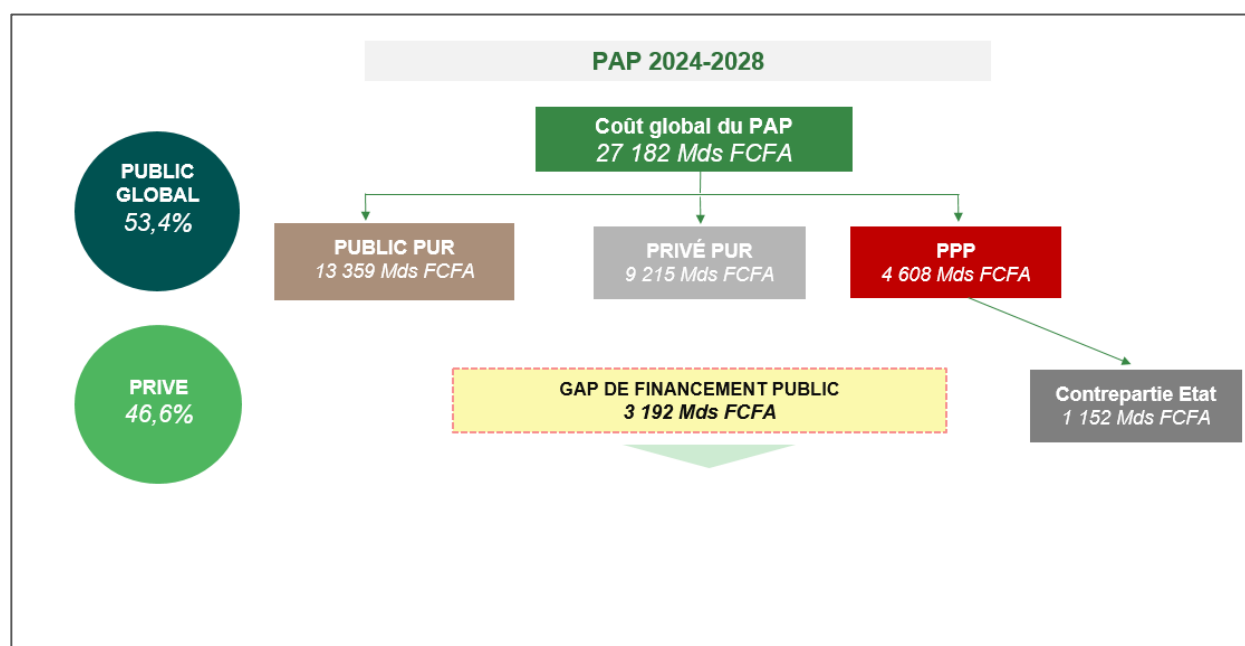 PAP 2024-2028
Coût global du PAP
27 182 Mds FCFA
PUBLIC
GLOBAL
53,4%
PUBLIC PUR
13 359 Mds FCFA
PRIVÉ PUR
9 215 Mds FCFA
PPP
4 608 Mds FCFA
PRIVE
46,6%
GAP DE FINANCEMENT PUBLIC
3 192 Mds FCFA
Contrepartie Etat
1 152 Mds FCFA